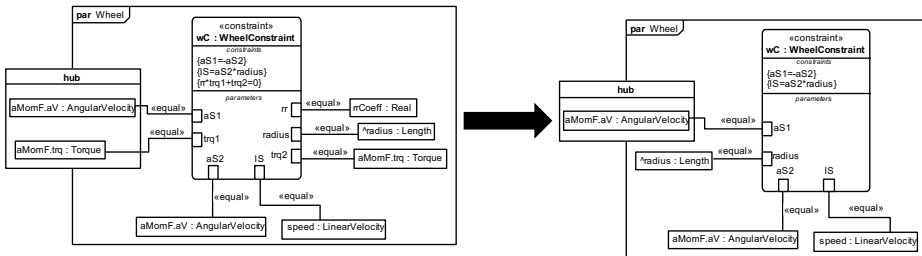 par Wheel
«constraint»
wC : WheelConstraint
constraints
{aS1=-aS2}
{lS=aS2*radius}
{rr*trq1+trq2=0}
parameters
hub
aMomF.aV : AngularVelocity
«equal»
aS1
aMomF.trq : Torque
«equal»
trq1
rr
«equal»
rrCoeff : Real
radius
«equal»
^radius : Length
trq2
«equal»
aMomF.trq : Torque
aS2
lS
«equal»
«equal»
aMomF.aV : AngularVelocity
speed : LinearVelocity
par Wheel
«constraint»
wC : WheelConstraint
constraints
{aS1=-aS2}
{lS=aS2*radius}
parameters
hub
aMomF.aV : AngularVelocity
«equal»
aS1
^radius : Length
«equal»
radius
aS2
lS
«equal»
«equal»
aMomF.aV : AngularVelocity
speed : LinearVelocity